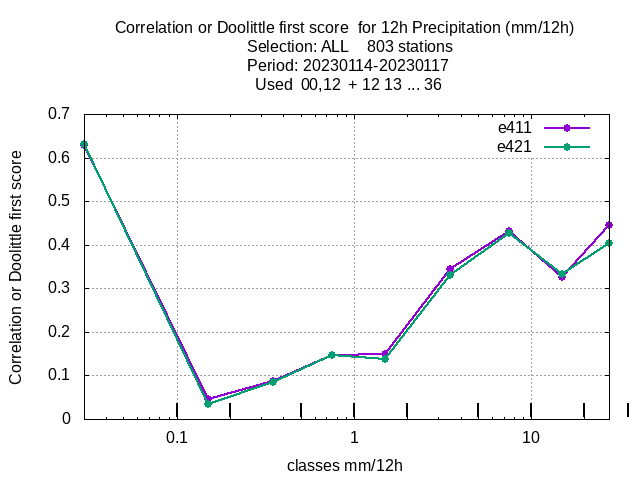 Correlation or Doolittle first score  for 12h Precipitation (mm/12h)
Selection: ALL    803 stations
Period: 20230114-20230117
Used  00,12  + 12 13 ... 36
e411
e421
0.7
0.6
0.5
0.4
0.3
0.2
0.1
0
Correlation or Doolittle first score
0.1 1 10
classes mm/12h